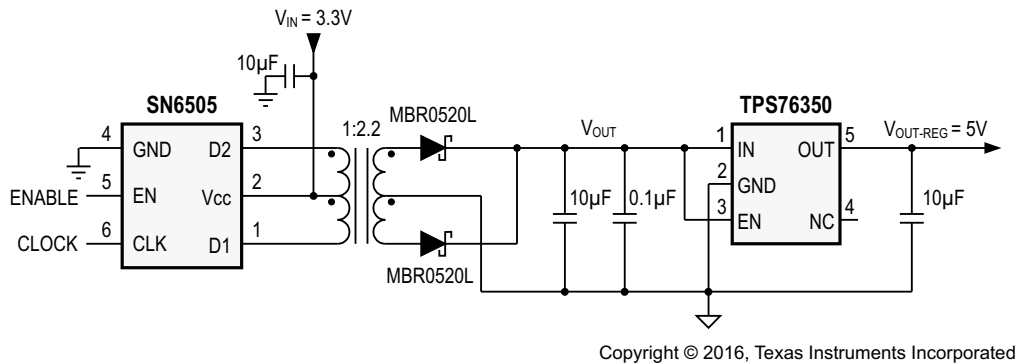 VIN = 3.3V
10µF
SN6505
TPS76350
MBR0520L
1:2.2
4
GND
D2
3
VOUT
1
IN
OUT
5
VOUT-REG = 5V
ENABLE
5
EN
Vcc
2
2
GND
10µF
0.1µF
10µF
CLOCK
6
CLK
D1
1
3
EN
NC
4
MBR0520L
Copyright © 2016, Texas Instruments Incorporated